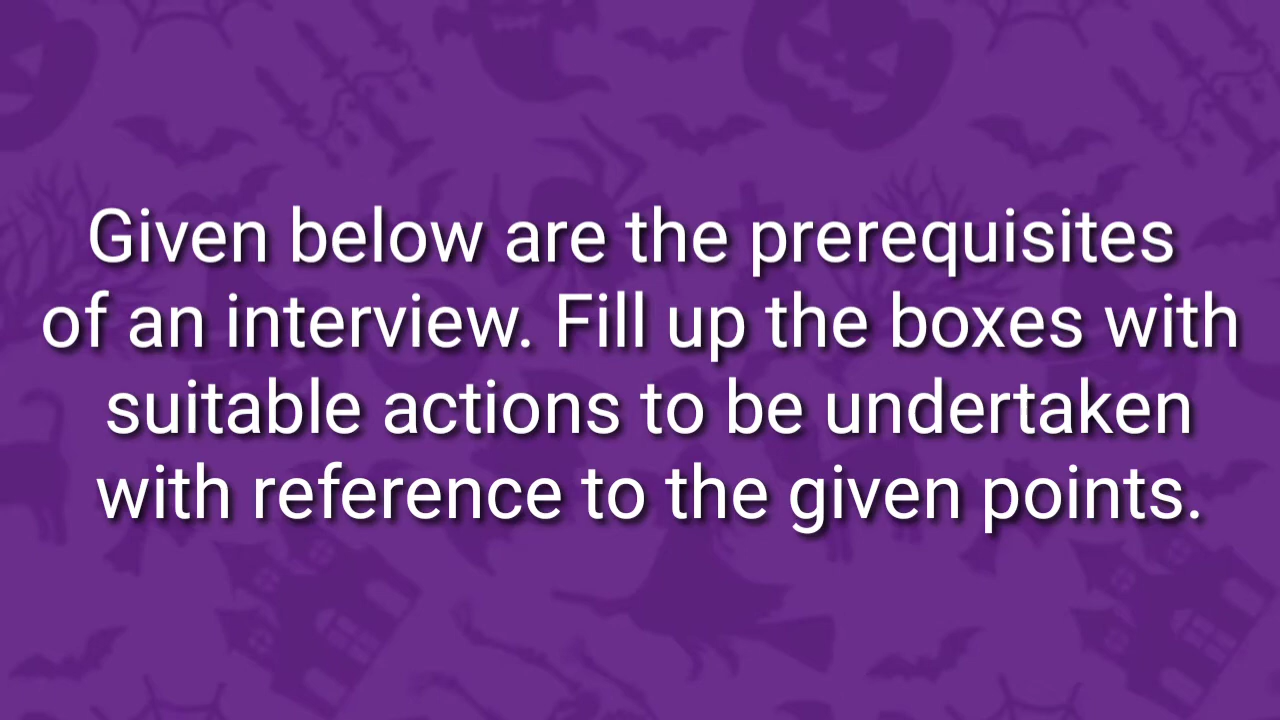 Given below are the prerequisites
of an interview. Fill up the boxes with
suitable actions to be undertaken
with reference to the given points.